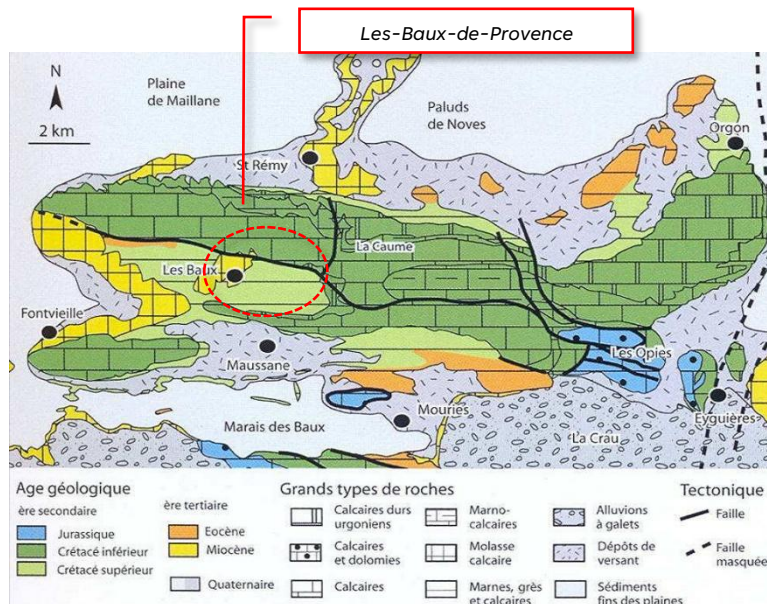 Les-Baux-de-Provence
N
2 km
Plaine
de Maillane
Paluds
de Noves
Orgon
St Rémy
La Caume
Les Baux
Fontvieille
Maussane
Les Opies
Mouries
Eyguières
Marais des Baux
La Crau
Age géologique
ère secondaire
Jurassique
Crétacé inférieur
Crétacé supérieur
ère tertiaire
Eocène
Miocène
Quaternaire
Grands types de roches
Calcaires durs
urgoniens
Calcaires
et dolomies
Calcaires
Marno-
calcaires
Molasse
calcaire
Marnes, grès
et calcaires
Alluvions
à galets
Dépôts de
versant
Sédiments
fins des plaines
Tectonique
Faille
Faille
masquée